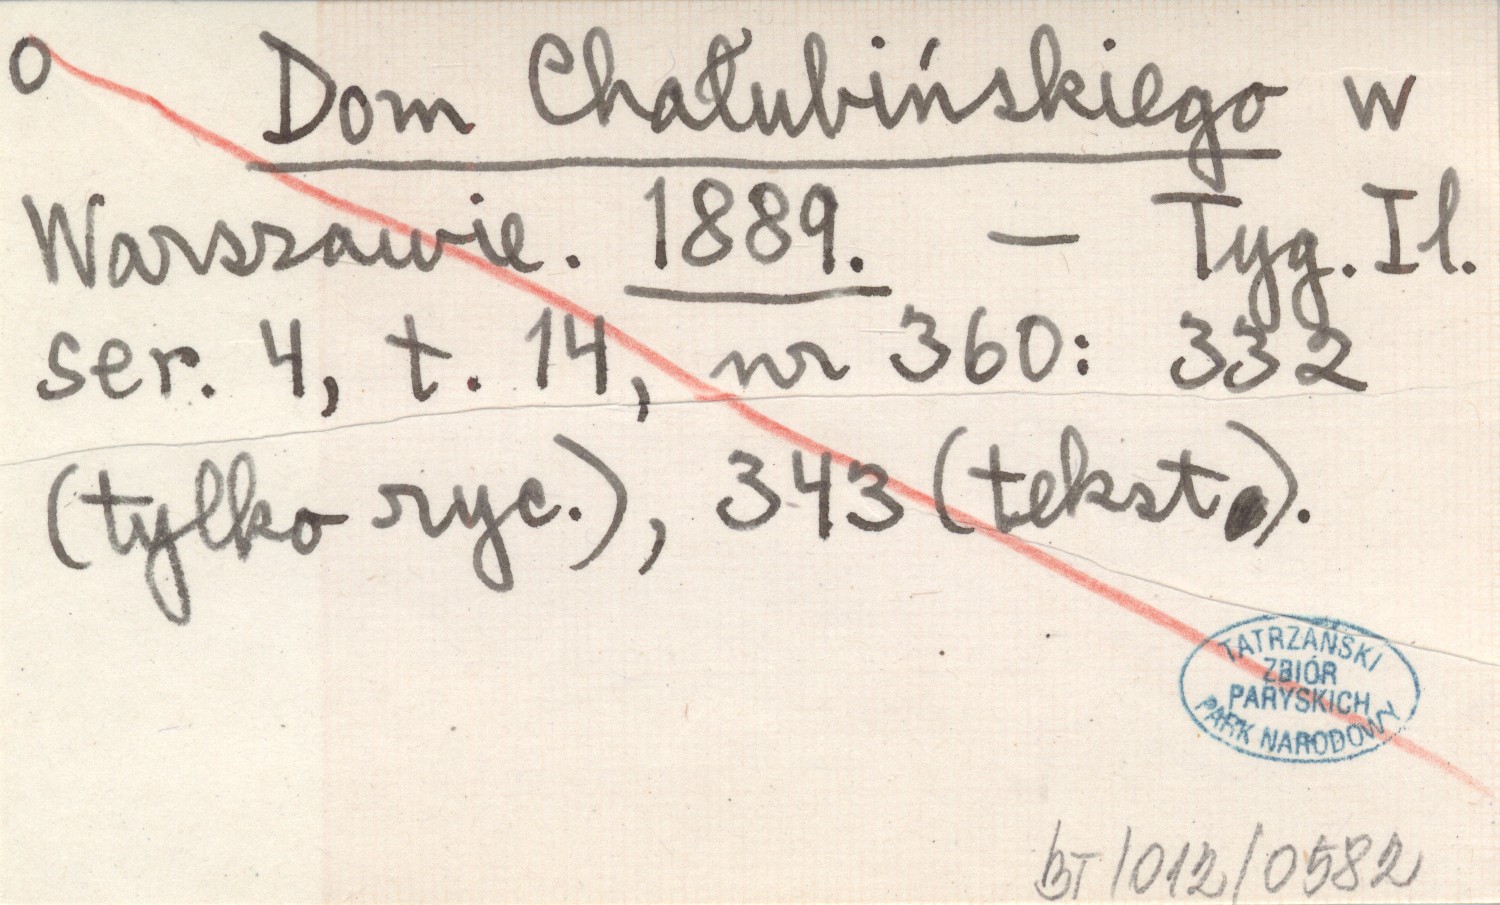 o Dom Chałubińskiego w
Warszawie. 1889. — Tyg. Il.
ser. 4, t. 14, nr 360: 332
(tylko ryc.), 343 (tekst).
TATRZAŃSKI
ZBIÓR
PARYSKICH
PARK NARODOWY
BT/012/0582